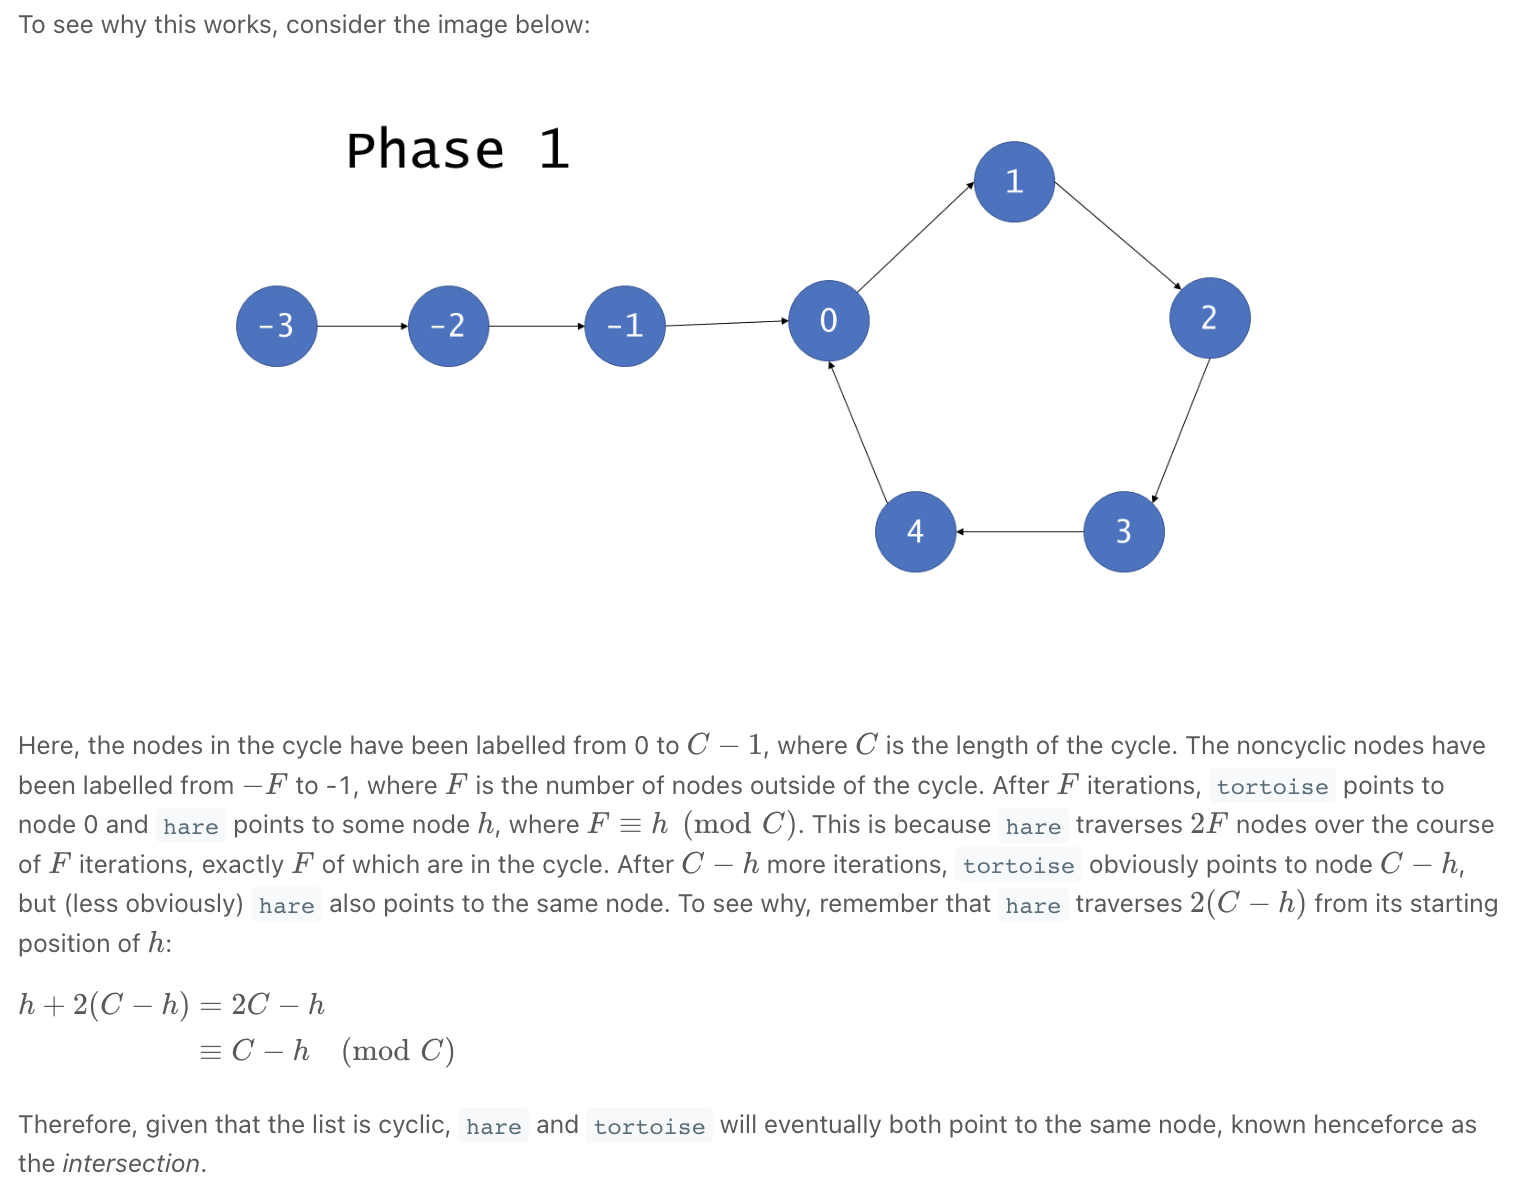 To see why this works, consider the image below:
Phase 1
1
-3
-2
-1
0
2
4
3
Here, the nodes in the cycle have been labelled from 0 to C − 1, where C is the length of the cycle. The noncyclic nodes have
been labelled from −F to -1, where F is the number of nodes outside of the cycle. After F iterations, tortoise points to
node 0 and hare points to some node h, where F ≡ h (mod C). This is because hare traverses 2F nodes over the course
of F iterations, exactly F of which are in the cycle. After C − h more iterations, tortoise obviously points to node C − h,
but (less obviously) hare also points to the same node. To see why, remember that hare traverses 2(C − h) from its starting
position of h:
h + 2(C − h) = 2C − h
≡ C − h (mod C)
Therefore, given that the list is cyclic, hare and tortoise will eventually both point to the same node, known henceforce as
the intersection.